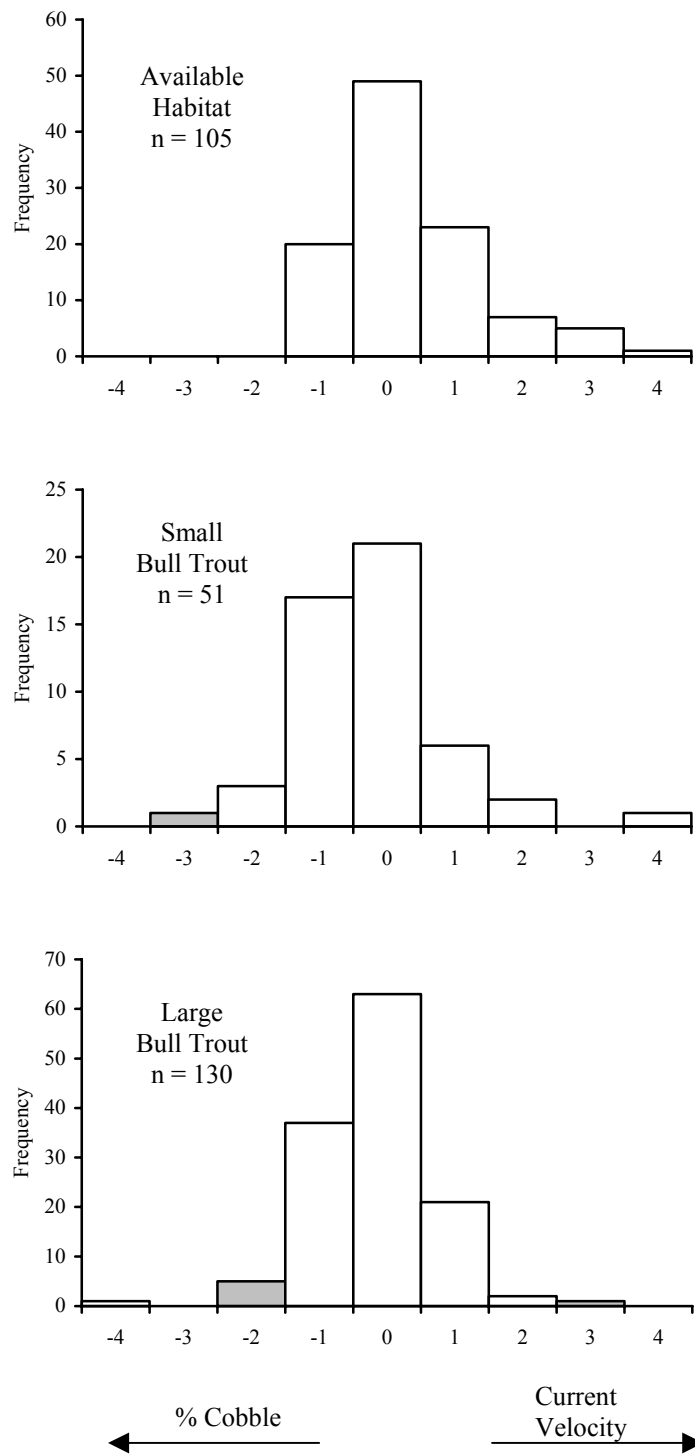 60
Available
Habitat
n = 105
50
40
Frequency
30
20
10
0
-4 -3 -2 -1 0 1 2 3 4
25
Small
Bull Trout
n = 51
20
15
Frequency
10
5
0
-4 -3 -2 -1 0 1 2 3 4
70
Large
Bull Trout
n = 130
60
50
40
Frequency
30
20
10
0
-4 -3 -2 -1 0 1 2 3 4
% Cobble
Current
Velocity